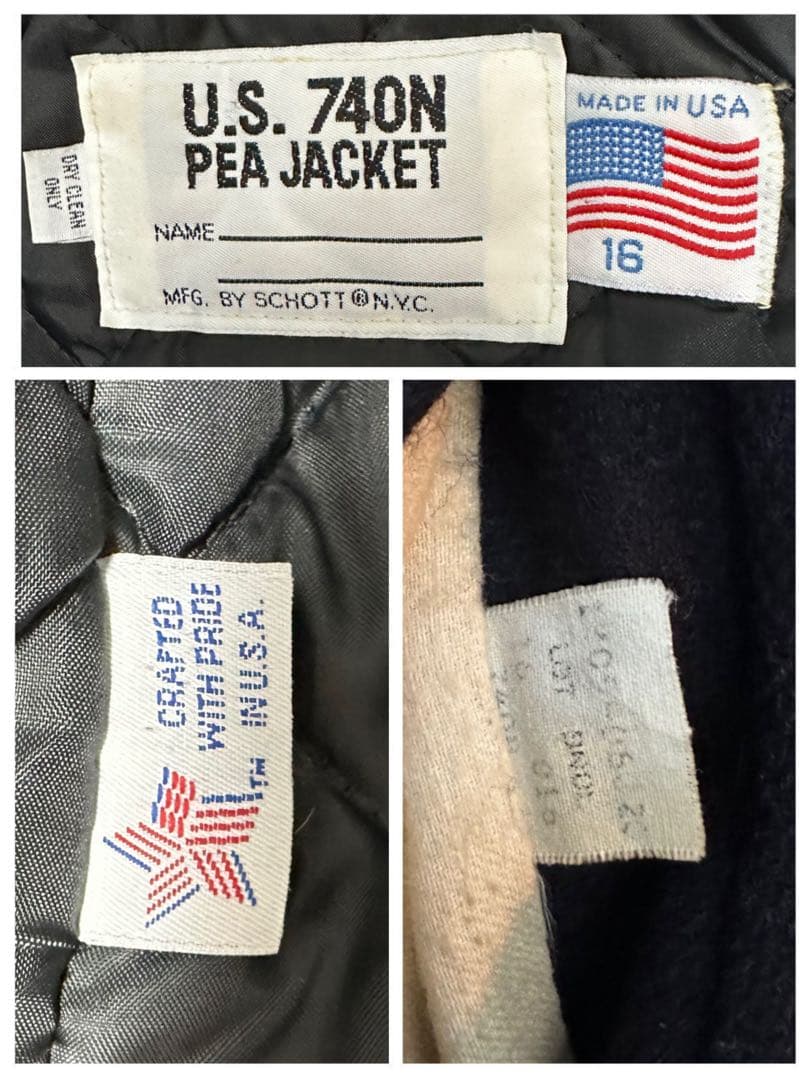 U.S. 740N
PEA JACKET
NAME
MFG. BY SCHOTT® N.Y.C.
DRY CLEAN
ONLY
MADE IN USA
16
CRAFTED
WITH PRIDE
IN U.S.A.
TM
LOT